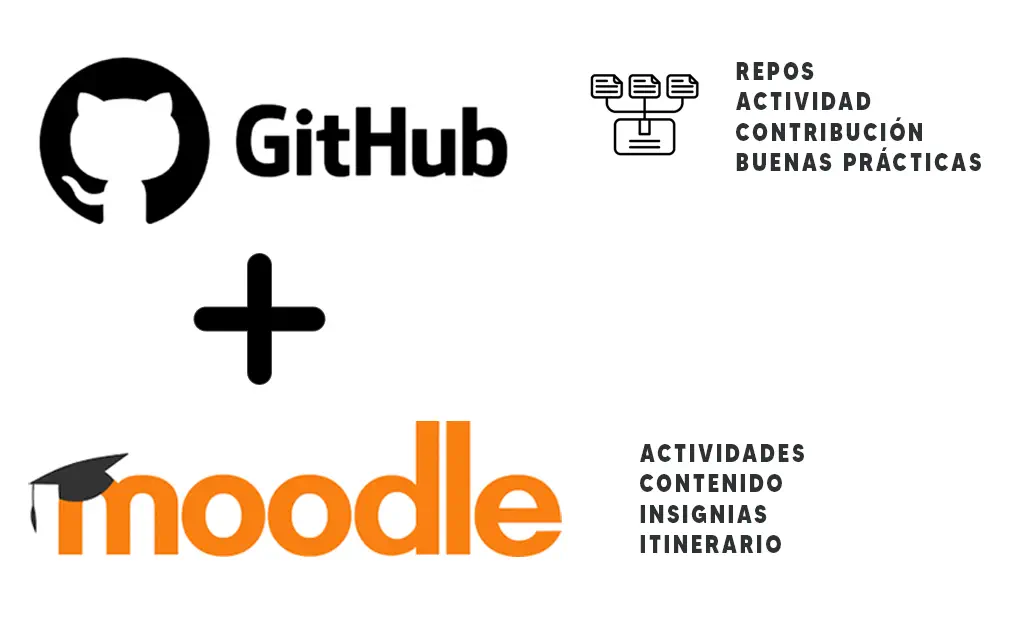 GitHub
REPOS
ACTIVIDAD
CONTRIBUCIÓN
BUENAS PRÁCTICAS
moodle
ACTIVIDADES
CONTENIDO
INSIGNIAS
ITINERARIO